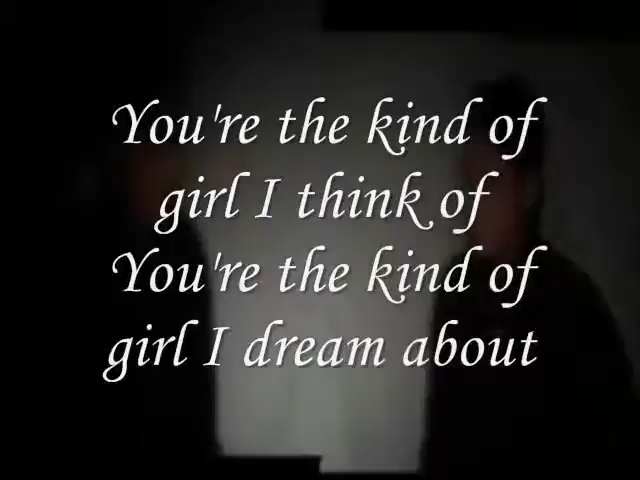 You're the kind of
girl I think of
You're the kind of
girl I dream about